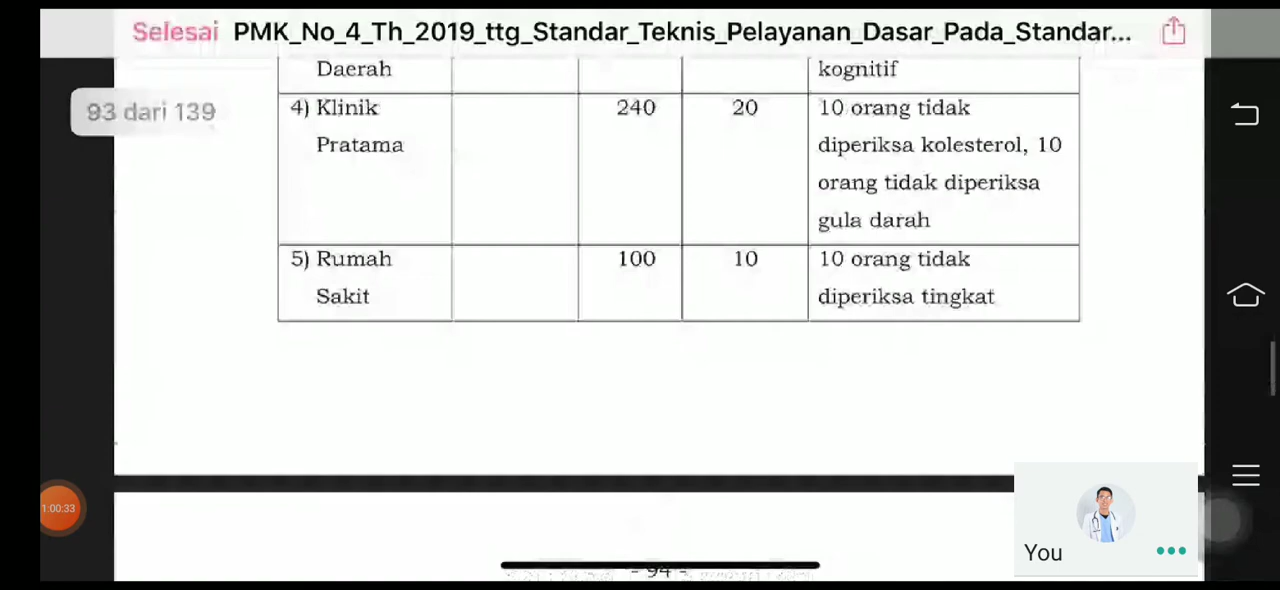 Selesai PMK_No_4_Th_2019_ttg_Standar_Teknis_Pelayanan_Dasar_Pada_Standar...
93 dari 139
Daerah kognitif
4) Klinik 240 20 10 orang tidak
Pratama diperiksa kolesterol, 10
orang tidak diperiksa
gula darah
5) Rumah 100 10 10 orang tidak
Sakit diperiksa tingkat
1:00:33
You
- 94 -